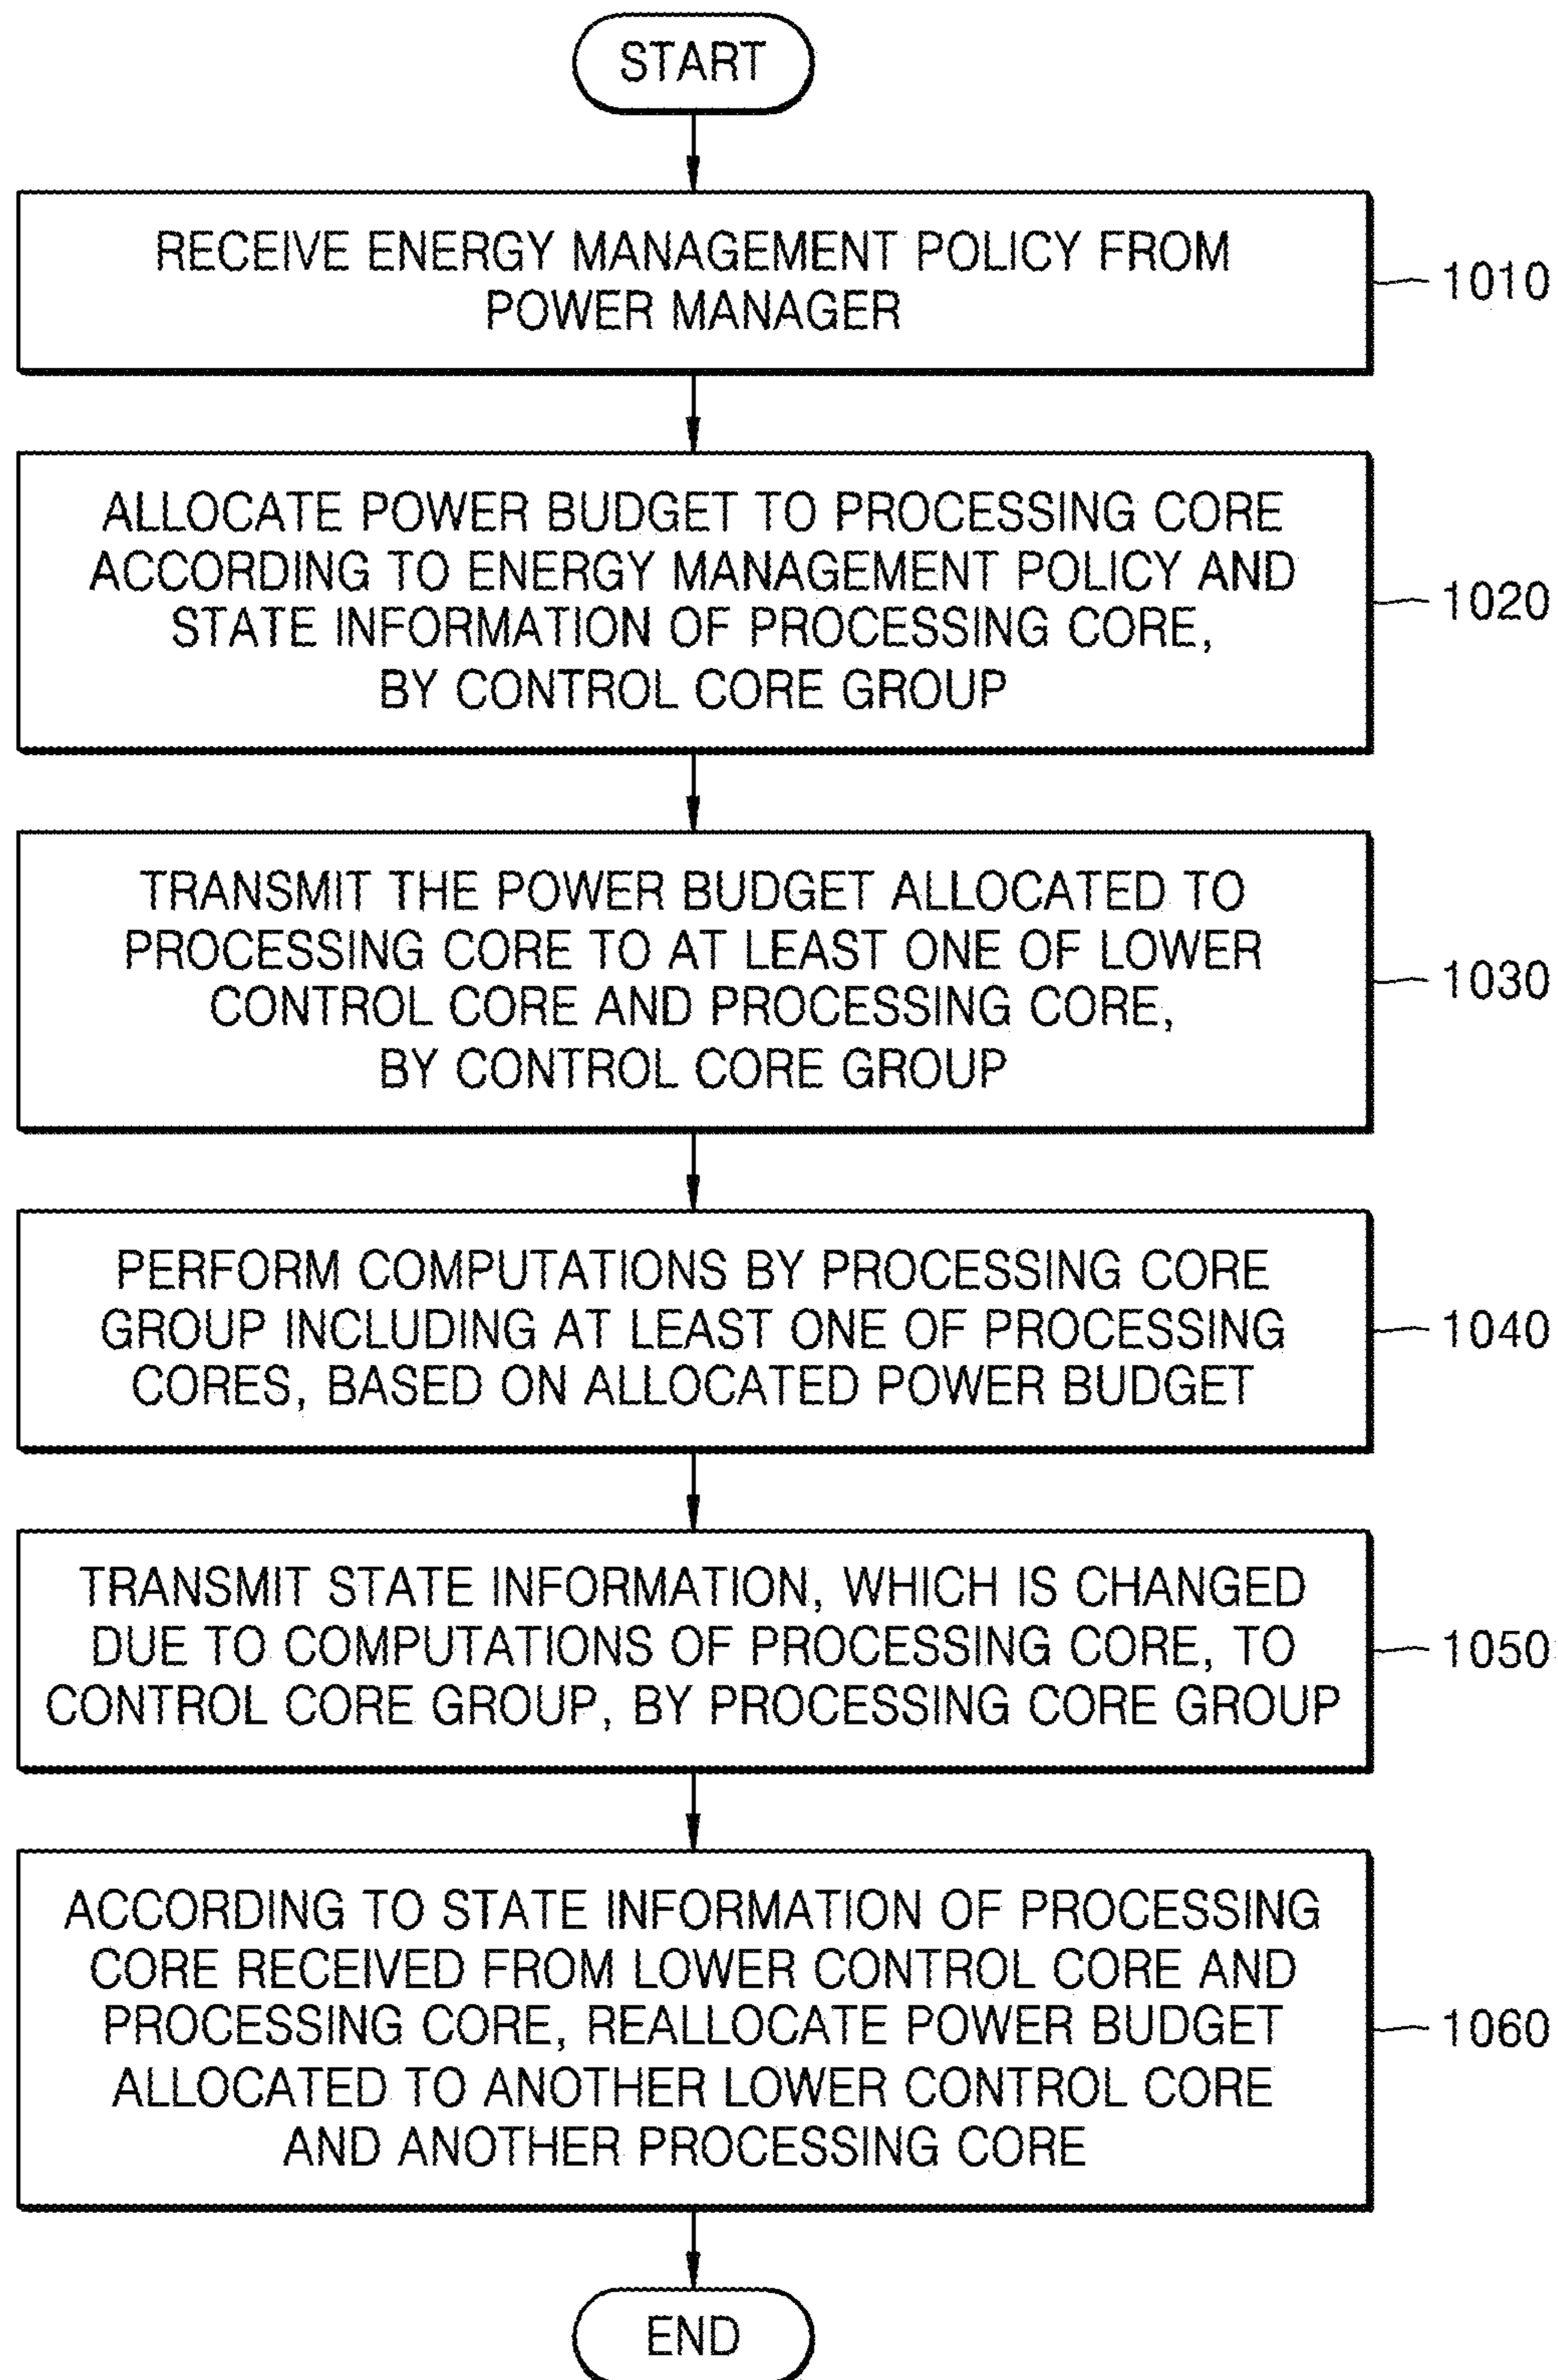 START
RECEIVE ENERGY MANAGEMENT POLICY FROM
POWER MANAGER
1010
ALLOCATE POWER BUDGET TO PROCESSING CORE
ACCORDING TO ENERGY MANAGEMENT POLICY AND
STATE INFORMATION OF PROCESSING CORE,
BY CONTROL CORE GROUP
1020
TRANSMIT THE POWER BUDGET ALLOCATED TO
PROCESSING CORE TO AT LEAST ONE OF LOWER
CONTROL CORE AND PROCESSING CORE,
BY CONTROL CORE GROUP
1030
PERFORM COMPUTATIONS BY PROCESSING CORE
GROUP INCLUDING AT LEAST ONE OF PROCESSING
CORES, BASED ON ALLOCATED POWER BUDGET
1040
TRANSMIT STATE INFORMATION, WHICH IS CHANGED
DUE TO COMPUTATIONS OF PROCESSING CORE, TO
CONTROL CORE GROUP, BY PROCESSING CORE GROUP
1050
ACCORDING TO STATE INFORMATION OF PROCESSING
CORE RECEIVED FROM LOWER CONTROL CORE AND
PROCESSING CORE, REALLOCATE POWER BUDGET
ALLOCATED TO ANOTHER LOWER CONTROL CORE
AND ANOTHER PROCESSING CORE
1060
END